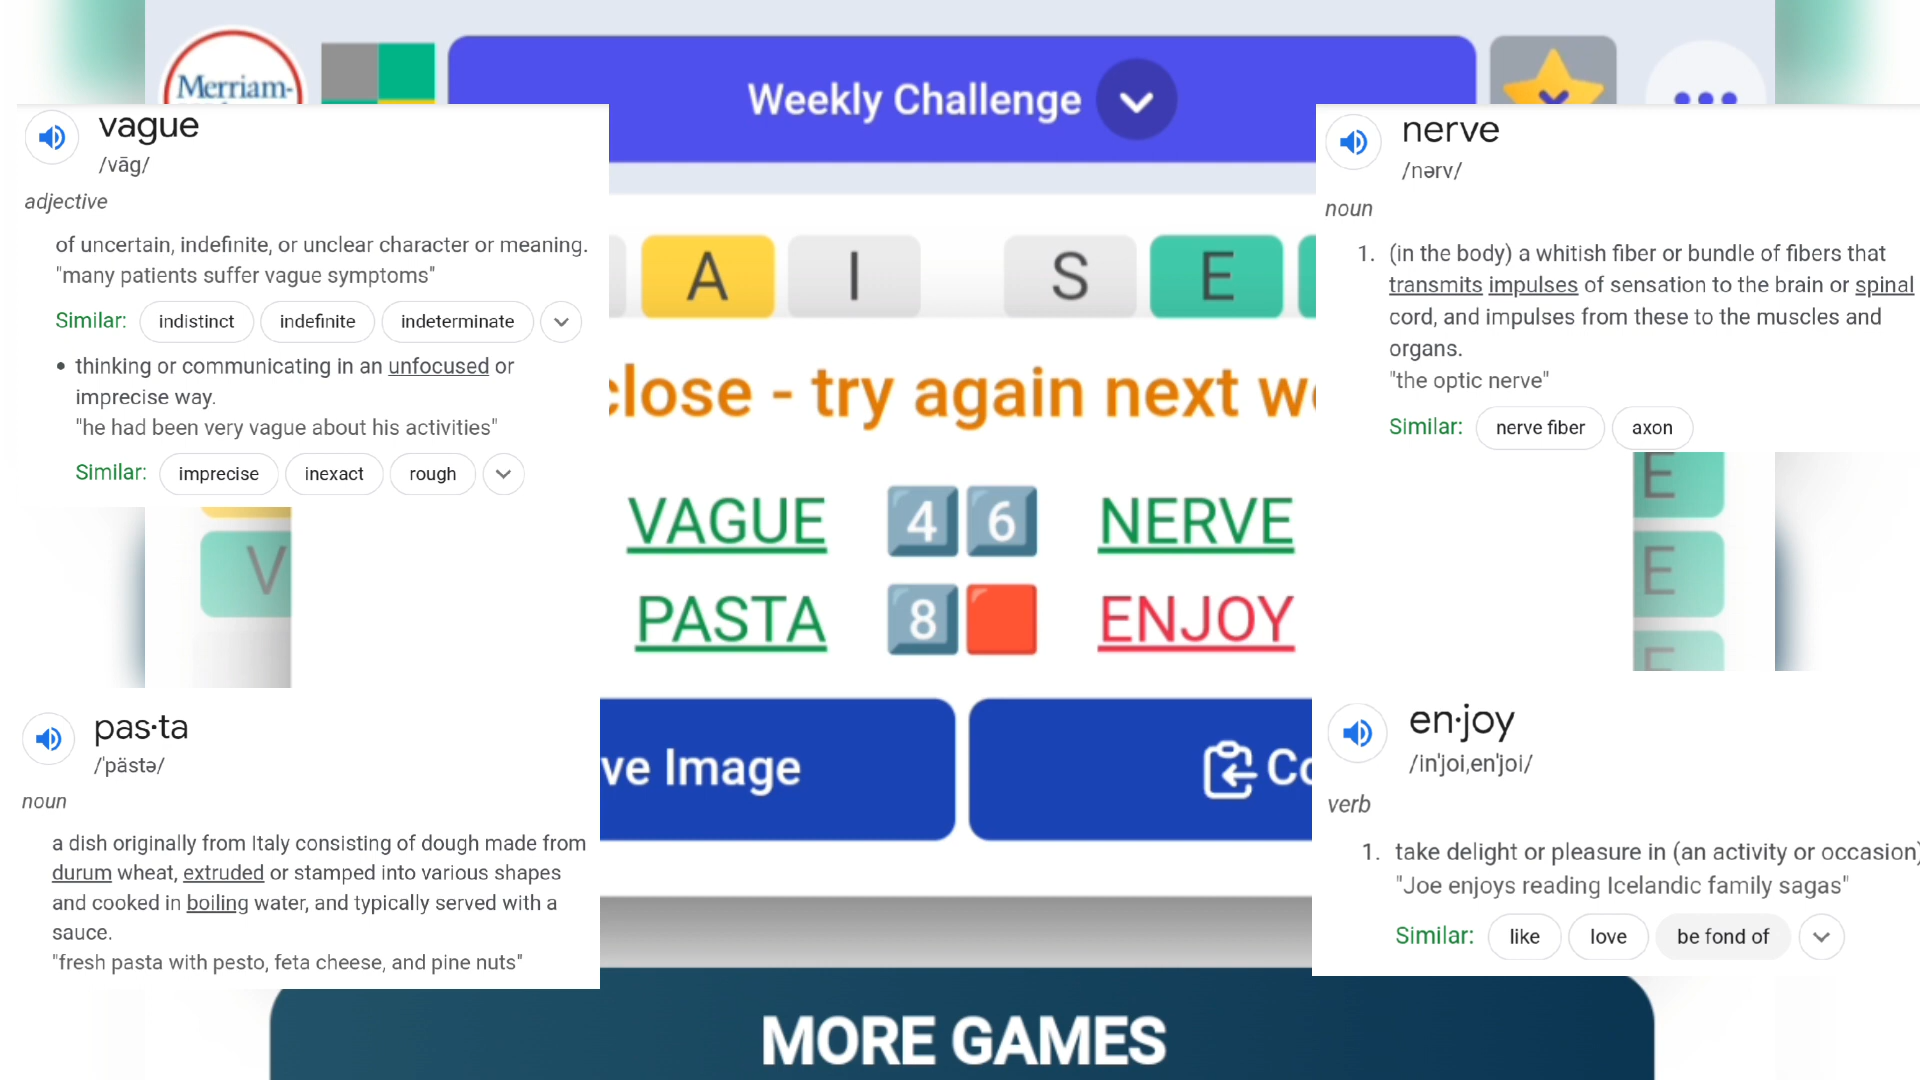 Merriam-
Weekly Challenge
vague
/vāg/
adjective
of uncertain, indefinite, or unclear character or meaning.
"many patients suffer vague symptoms"
Similar: indistinct indefinite indeterminate
• thinking or communicating in an unfocused or
imprecise way.
"he had been very vague about his activities"
Similar: imprecise inexact rough
nerve
/nərv/
noun
1. (in the body) a whitish fiber or bundle of fibers that
transmits impulses of sensation to the brain or spinal
cord, and impulses from these to the muscles and
organs.
"the optic nerve"
Similar: nerve fiber axon
A I S E
close - try again next
VAGUE 4 6 NERVE
PASTA 8 ENJOY
V
E
E
E
pas·ta
/ˈpästə/
noun
a dish originally from Italy consisting of dough made from
durum wheat, extruded or stamped into various shapes
and cooked in boiling water, and typically served with a
sauce.
"fresh pasta with pesto, feta cheese, and pine nuts"
ve Image
Co
en·joy
/inˈjoi,enˈjoi/
verb
1. take delight or pleasure in (an activity or occasion)
"Joe enjoys reading Icelandic family sagas"
Similar: like love be fond of
MORE GAMES